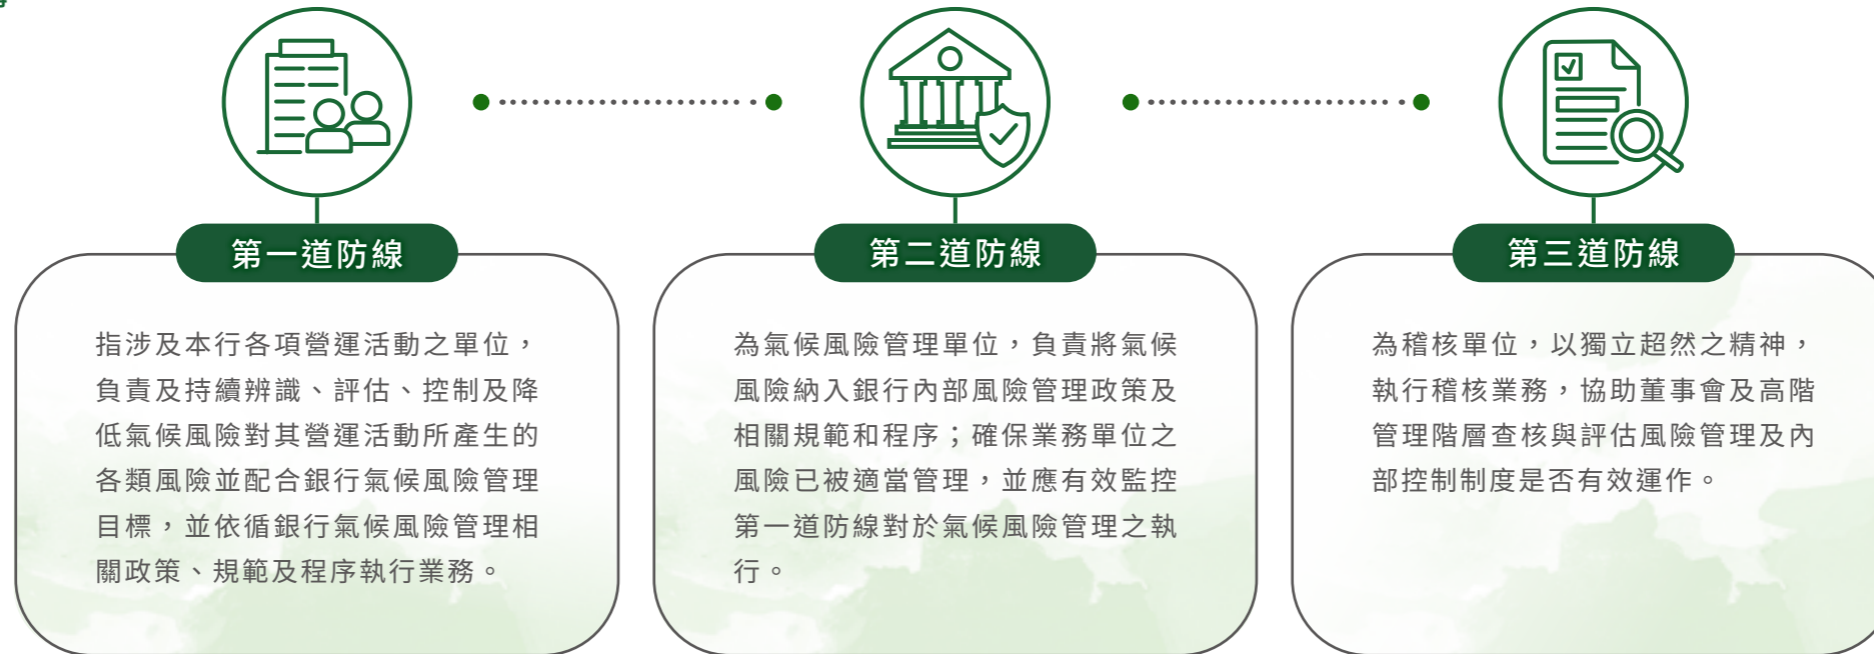 第一道防線
指涉及本行各項營運活動之單位，
負責及持續辨識、評估、控制及降
低氣候風險對其營運活動所產生的
各類風險並配合銀行氣候風險管理
目標，並依循銀行氣候風險管理相
關政策、規範及程序執行業務。
第二道防線
為氣候風險管理單位，負責將氣候
風險納入銀行內部風險管理政策及
相關規範和程序；確保業務單位之
風險已被適當管理，並應有效監控
第一道防線對於氣候風險管理之執
行。
第三道防線
為稽核單位，以獨立超然之精神，
執行稽核業務，協助董事會及高階
管理階層查核與評估風險管理及內
部控制制度是否有效運作。